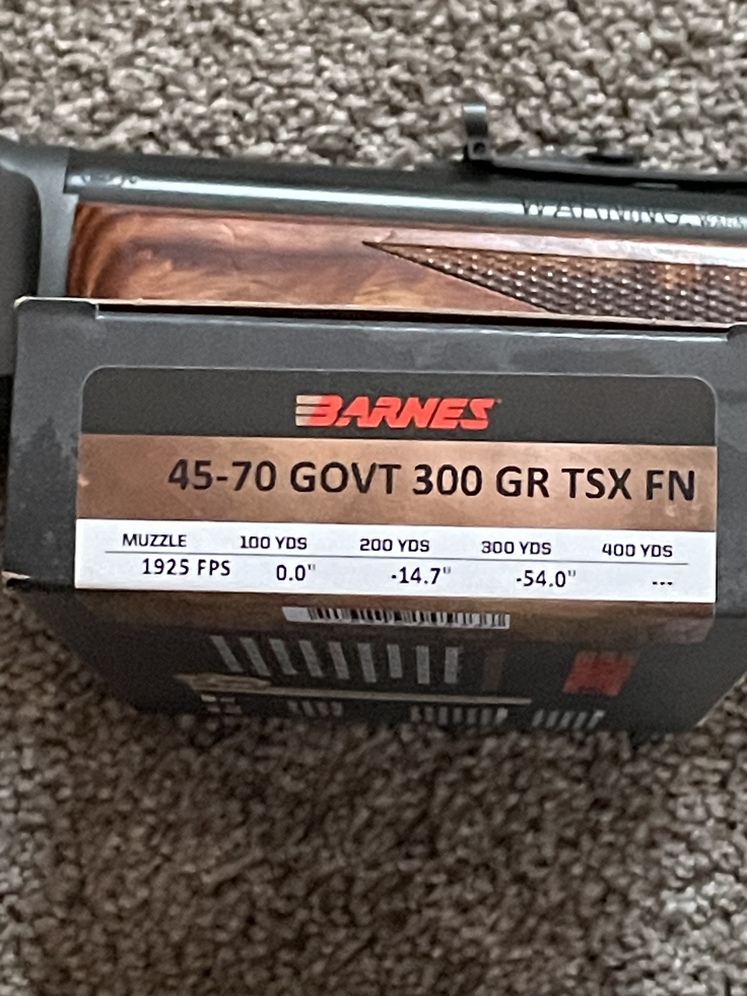 WARNING:
BARNES
45-70 GOVT 300 GR TSX FN
MUZZLE 100 YDS 200 YDS 300 YDS 400 YDS
1925 FPS 0.0" -14.7" -54.0" ---